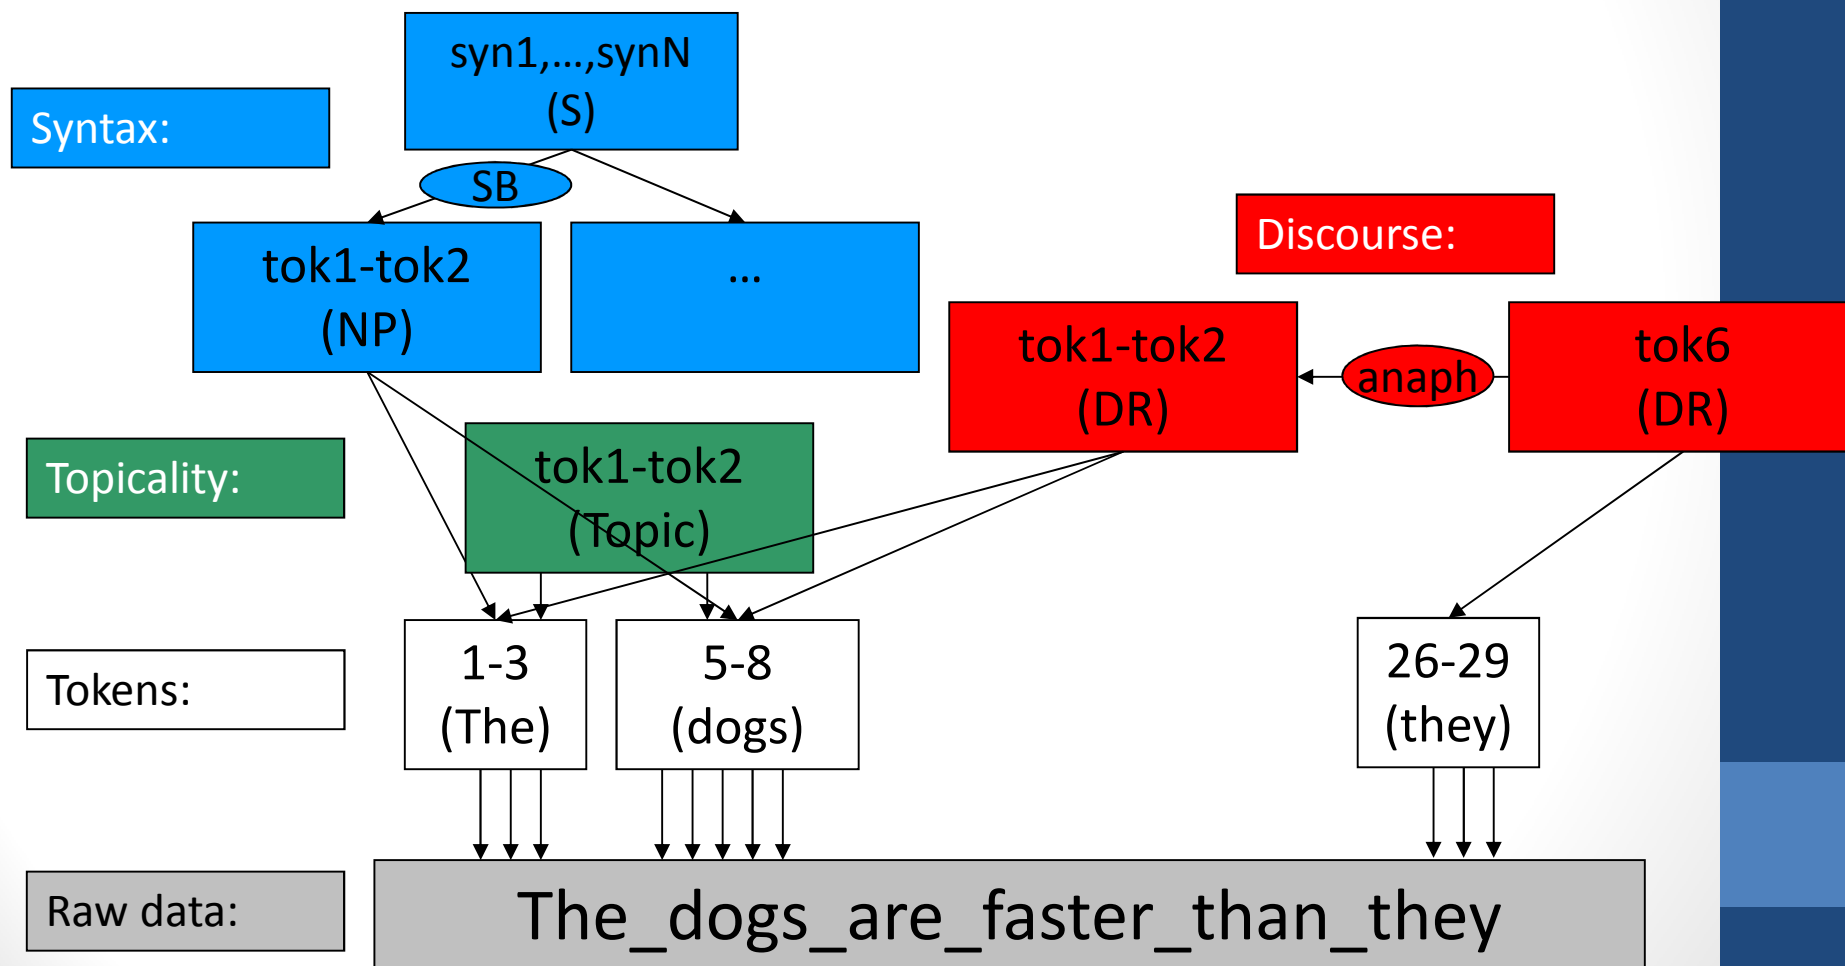 syn1,...,synN
(S)
Syntax:
SB
Discourse:
tok1-tok2
(NP)
...
tok1-tok2
(DR)
anaph
tok6
(DR)
Topicality:
tok1-tok2
(Topic)
Tokens:
1-3
(The)
5-8
(dogs)
26-29
(they)
Raw data:
The_dogs_are_faster_than_they